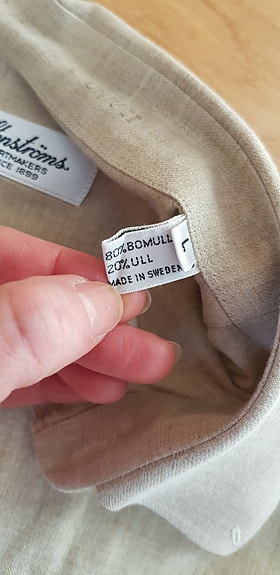 nströms
RTMAKERS
CE 1899
80% BOMULL
20% ULL
MADE IN SWEDEN
L